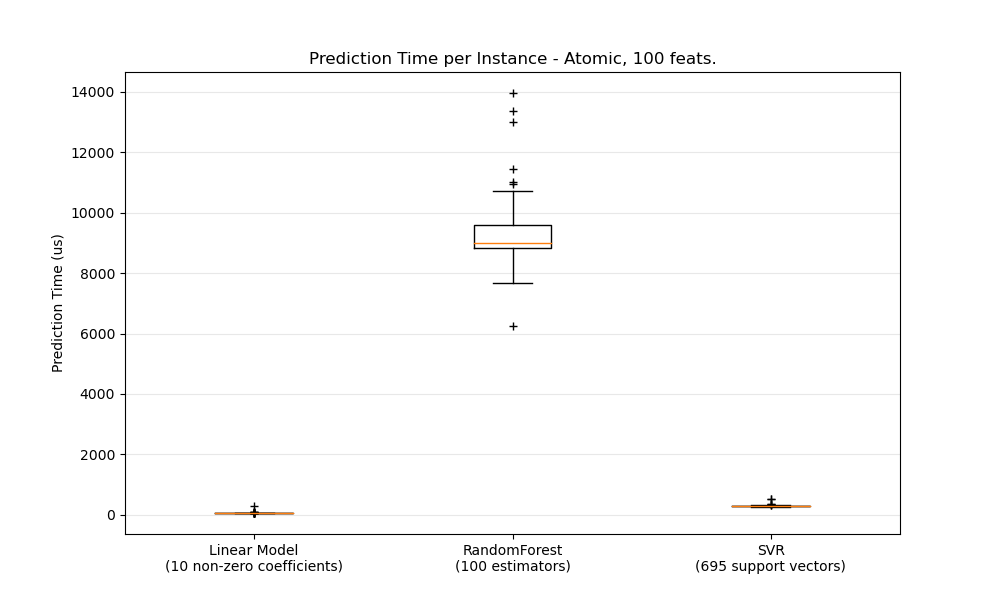 Prediction Time per Instance - Atomic, 100 feats.
Prediction Time (us)
14000
12000
10000
8000
6000
4000
2000
0
Linear Model
(10 non-zero coefficients)
RandomForest
(100 estimators)
SVR
(695 support vectors)